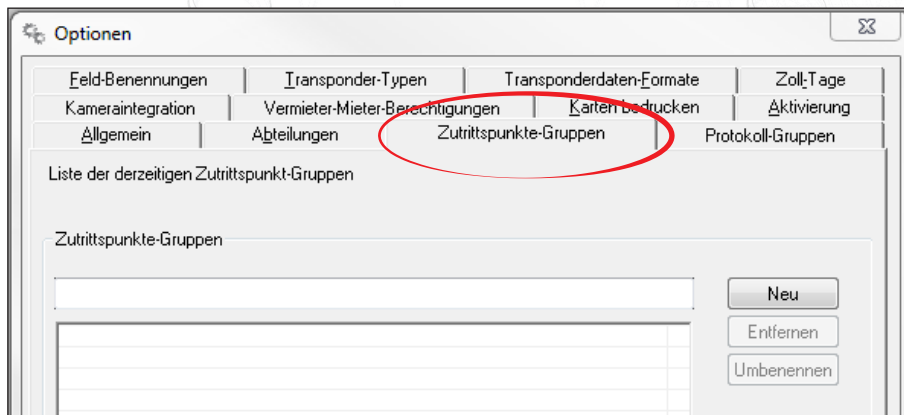 Optionen
Feld-Benennungen Transponder-Typen Transponderdaten-Formate Zoll-Tage
Kameraintegration Vermieter-Mieter-Berechtigungen Karten bedrucken Aktivierung
Allgemein Abteilungen Zutrittspunkte-Gruppen Protokoll-Gruppen
Liste der derzeitigen Zutrittspunkt-Gruppen
Zutrittspunkte-Gruppen
Neu
Entfernen
Umbenennen